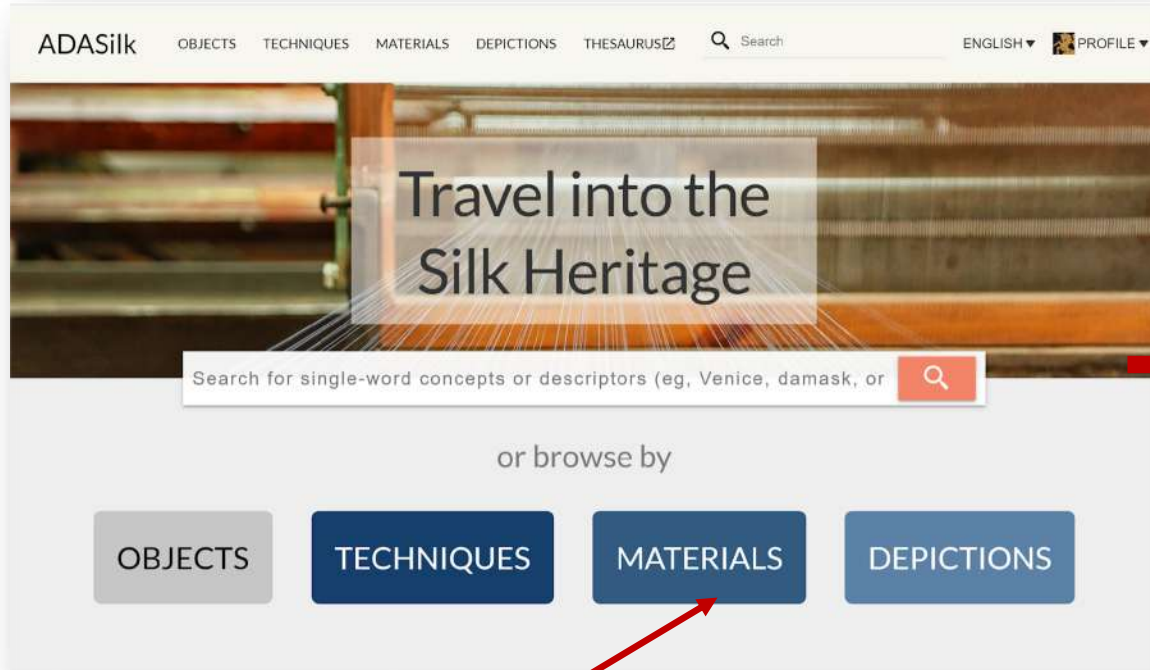 ADASilk OBJECTS TECHNIQUES MATERIALS DEPICTIONS THESAURUS Search ENGLISH ▾ PROFILE ▾
Travel into the
Silk Heritage
Search for single-word concepts or descriptors (eg, Venice, damask, or
or browse by
OBJECTS TECHNIQUES MATERIALS DEPICTIONS